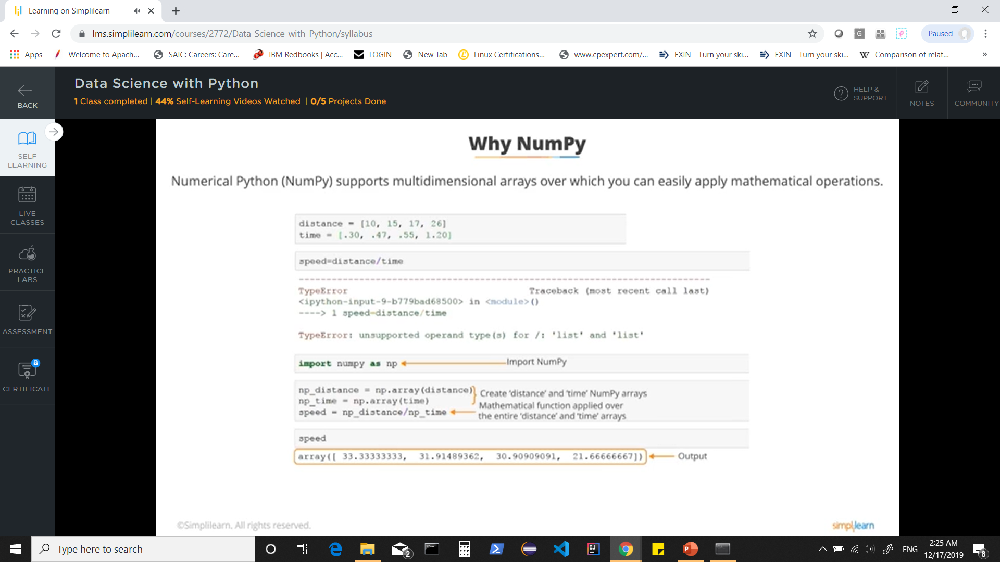 Learning on Simplilearn
lms.simplilearn.com/courses/2772/Data-Science-with-Python/syllabus
G
Paused
Apps
Welcome to Apach...
SAIC: Careers: Care...
IBM Redbooks | Acc...
LOGIN
New Tab
Linux Certifications...
www.cpexpert.com/...
EXIN - Turn your ski...
EXIN - Turn your ski...
W Comparison of relat...
»
BACK
Data Science with Python
1 Class completed | 44% Self-Learning Videos Watched | 0/5 Projects Done
HELP &
SUPPORT
NOTES
COMMUNITY
SELF
LEARNING
LIVE
CLASSES
PRACTICE
LABS
ASSESSMENT
CERTIFICATE
Why NumPy
Numerical Python (NumPy) supports multidimensional arrays over which you can easily apply mathematical operations.
distance = [10, 15, 17, 26]
time = [.30, .47, .55, 1.20]
speed=distance/time
---------------------------------------------------------------------------
TypeError Traceback (most recent call last)
<ipython-input-9-b779bad68500> in <module>()
----> 1 speed=distance/time
TypeError: unsupported operand type(s) for /: 'list' and 'list'
import numpy as np
Import NumPy
np_distance = np.array(distance)
np_time = np.array(time)
speed = np_distance/np_time
Create 'distance' and 'time' NumPy arrays
Mathematical function applied over
the entire 'distance' and 'time' arrays
speed
array([ 33.33333333, 31.91489362, 30.90909091, 21.66666667])
Output
©Simplilearn. All rights reserved.
simplilearn
Type here to search
2
IJ
P
ENG
2:25 AM
12/17/2019
8